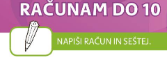 RAČUNAM DO 10
NAPIŠI RAČUN IN SEŠTEJ.